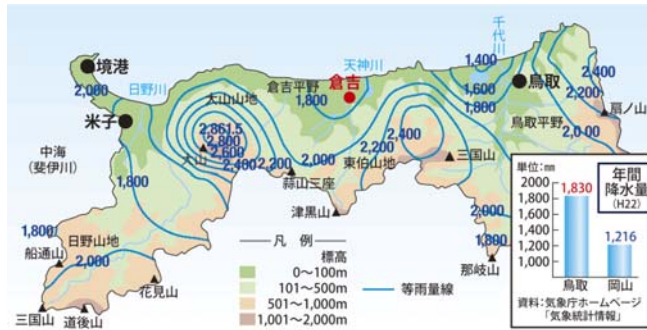 境港
2,000
日野川
米子
中海
(斐伊川)
1,800
大山山地
2,861.5
2,800
2,600
2,400
大山
2,200
蒜山三座
2,000
倉吉平野
1,800
天神川
倉吉
東伯山地
津黒山
2,200
2,400
三国山
千代川
1,400
1,600
1,800
鳥取
鳥取平野
2,400
2,200
扇ノ山
2,000
2,000
1,800
那岐山
1,800
船通山
日野山地
2,000
三国山
道後山
花見山
凡 例
標高
0〜100m
101〜500m
501〜1,000m
1,001〜2,000m
等雨量線
単位:㎜
年間
降水量
(H22)
2000
1,800
1,600
1,400
1,200
1,000
1,830
1,216
鳥取
岡山
資料:気象庁ホームページ
「気象統計情報」